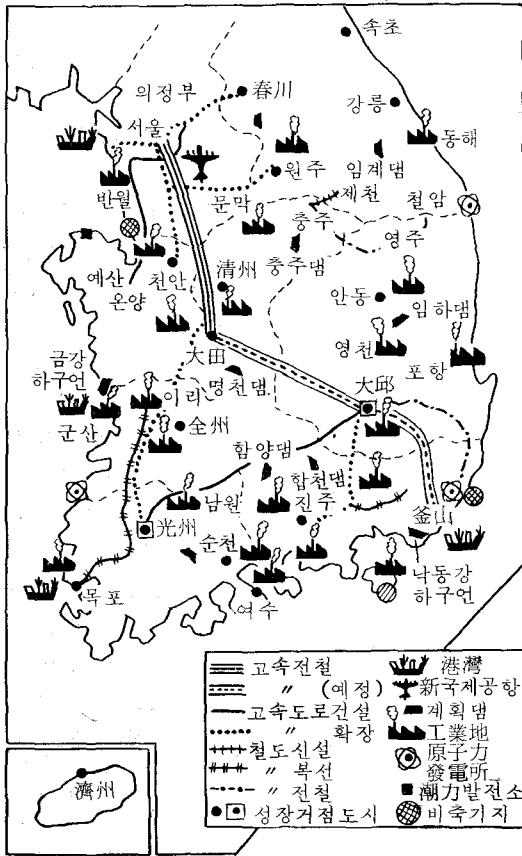 속초
의정부
春川
강릉
서울
동해
원주
임계댐
반월
문막
제천
철암
충주
영주
예산
천안
충주댐
온양
清州
안동
임하댐
大田
영천
포항
금강
하구언
명천댐
大邱
이리
군산
全州
함양댐
합천댐
남원
진주
光州
순천
釜山
목포
여수
낙동강
하구언
濟州
고속전철 港灣
〃 (예정) 新국제공항
고속도로건설 계획댐
〃 확장 工業地
철도신설 原子力
〃 복선 發電所
〃 전철 潮力발전소
성장거점도시 비축기지